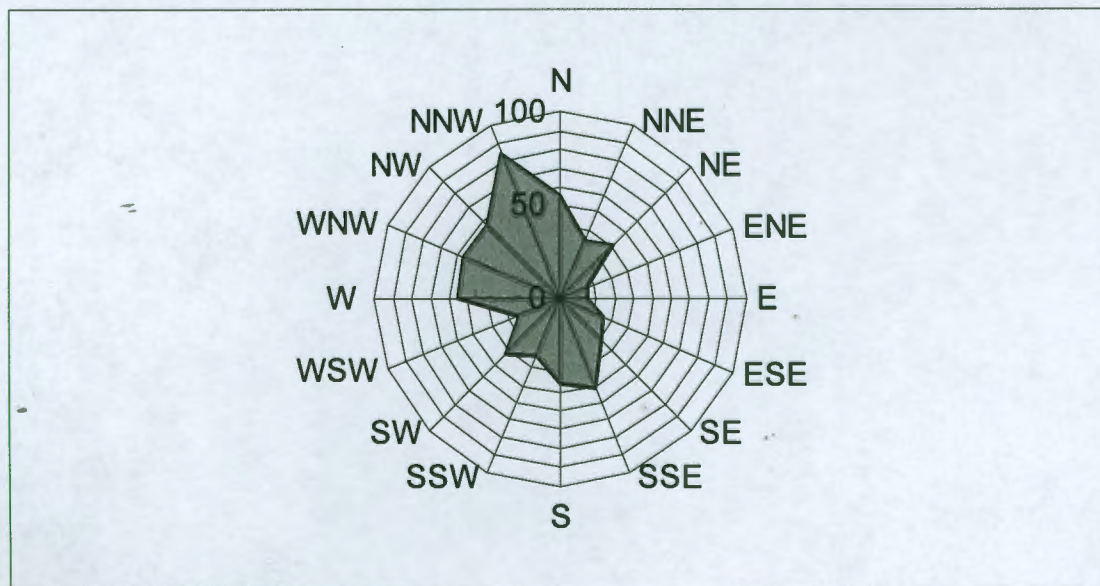 N
NNW 100 NNE
NW NE
50
WNW ENE
W 0 E
WSW ESE
SW SE
SSW SSE
S